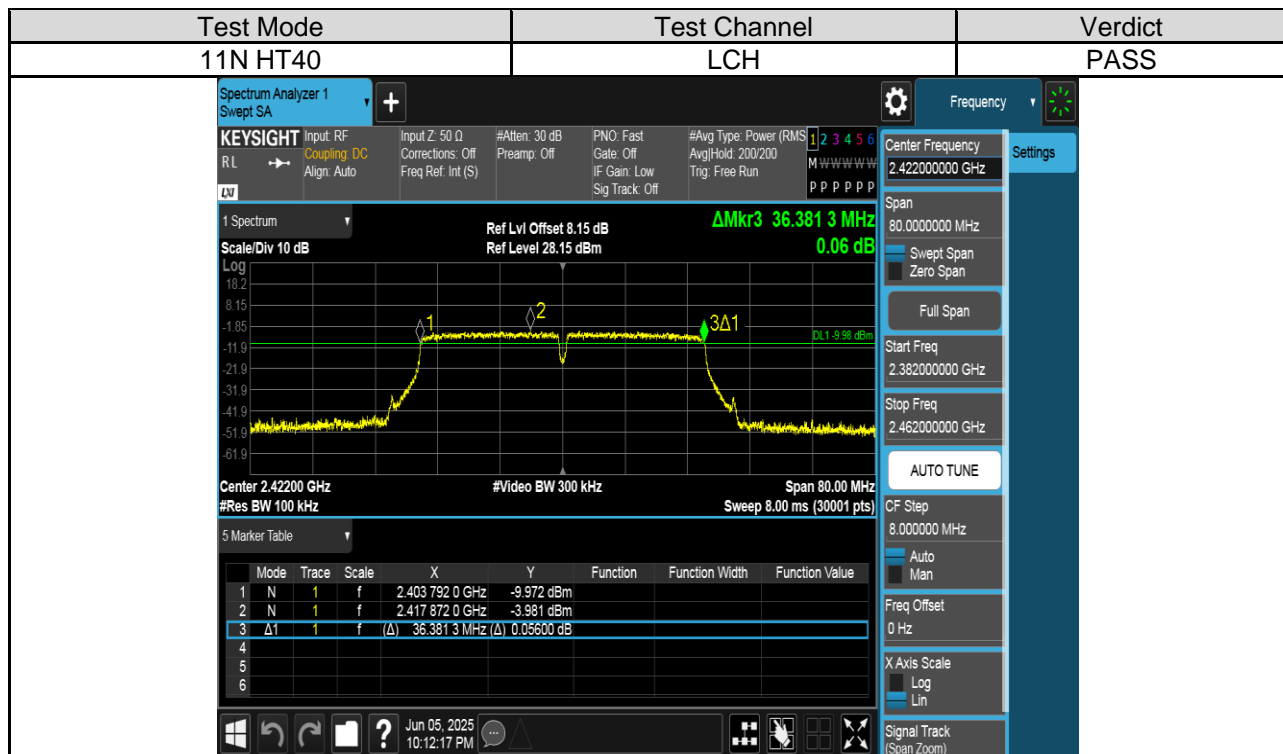 Test Mode Test Channel Verdict
11N HT40 LCH PASS
Spectrum Analyzer 1
Swept SA
+
Frequency
KEYSIGHT
RL
LXI
Input: RF
Coupling: DC
Align: Auto
Input Z: 50 Ω
Corrections: Off
Freq Ref: Int (S)
#Atten: 30 dB
Preamp: Off
PNO: Fast
Gate: Off
IF Gain: Low
Sig Track: Off
#Avg Type: Power (RMS
Avg|Hold: 200/200
Trig: Free Run
1 2 3 4 5 6
M W W W W W
P P P P P P
Settings
Center Frequency
2.422000000 GHz
Span
80.0000000 MHz
Swept Span
Zero Span
Full Span
Start Freq
2.382000000 GHz
Stop Freq
2.462000000 GHz
AUTO TUNE
CF Step
8.000000 MHz
Auto
Man
Freq Offset
0 Hz
X Axis Scale
Log
Lin
Signal Track
(Span Zoom)
1 Spectrum
Scale/Div 10 dB
Ref Lvl Offset 8.15 dB
Ref Level 28.15 dBm
ΔMkr3 36.381 3 MHz
0.06 dB
Log
18.2
8.15
-1.85
-11.9
-21.9
-31.9
-41.9
-51.9
-61.9
1
2
3Δ1
DL1 -9.98 dBm
Center 2.42200 GHz #Video BW 300 kHz Span 80.00 MHz
#Res BW 100 kHz Sweep 8.00 ms (30001 pts)
5 Marker Table
Mode Trace Scale X Y Function Function Width Function Value
1 N 1 f 2.403 792 0 GHz -9.972 dBm
2 N 1 f 2.417 872 0 GHz -3.981 dBm
3 Δ1 1 f (Δ) 36.381 3 MHz (Δ) 0.05600 dB
4
5
6
?
Jun 05, 2025
10:12:17 PM